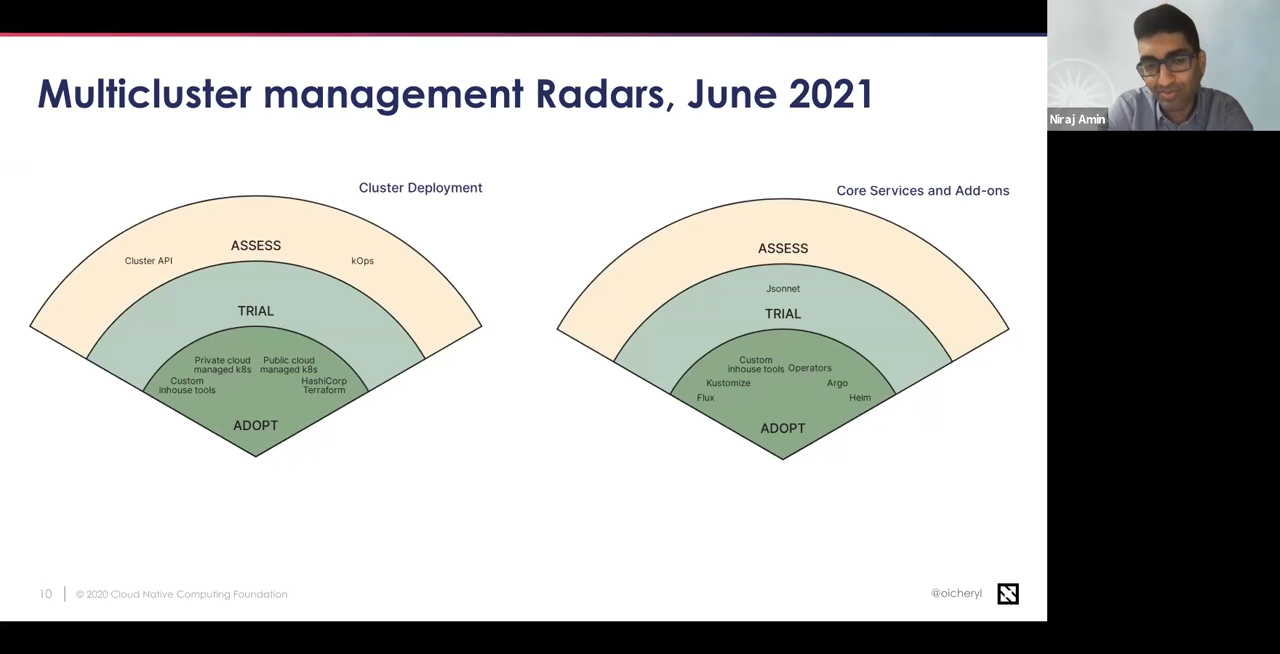 Multicluster management Radars, June 2021
Niraj Amin
Cluster Deployment
ASSESS
Cluster API
kOps
TRIAL
Private cloud
managed k8s
Public cloud
managed k8s
Custom
inhouse tools
HashiCorp
Terraform
ADOPT
Core Services and Add-ons
ASSESS
Jsonnet
TRIAL
Custom
inhouse tools
Operators
Kustomize
Argo
Flux
Helm
ADOPT
10
© 2020 Cloud Native Computing Foundation
@oicheryl